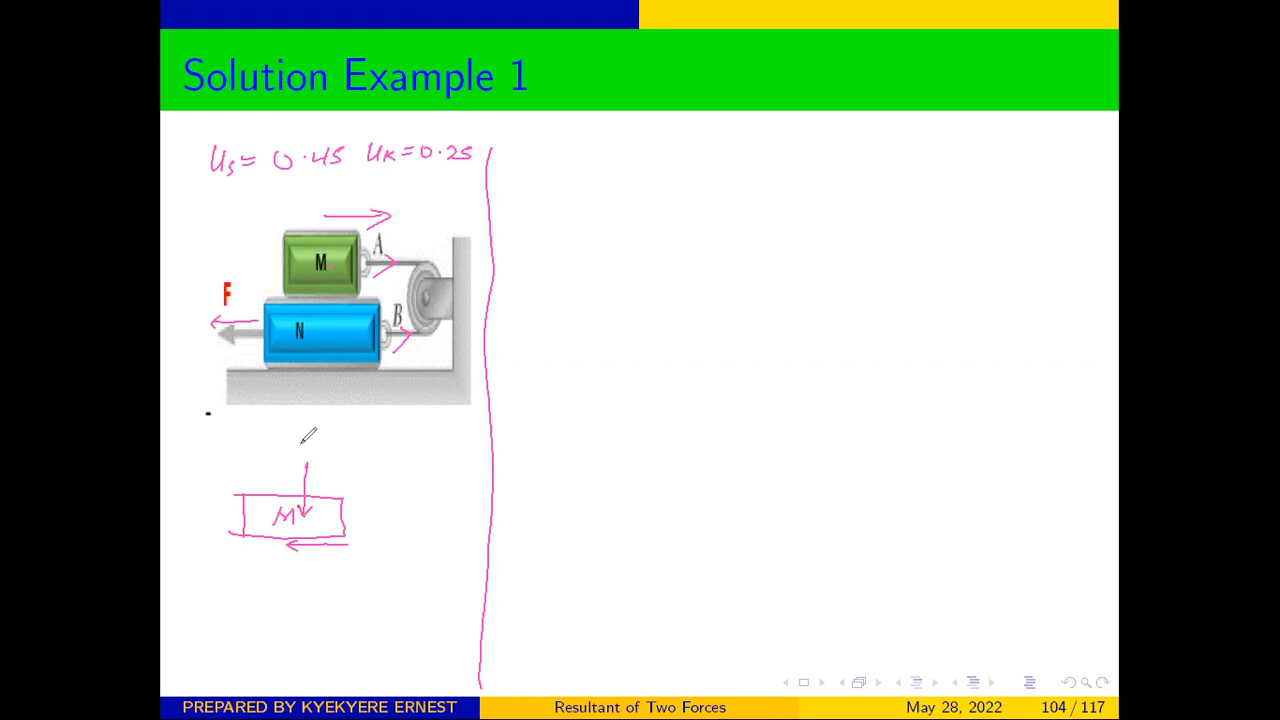 Solution Example 1
Us = 0.45 UK = 0.25
M
A
F
N
B
M
PREPARED BY KYEKYERE ERNEST
Resultant of Two Forces
May 28, 2022
104 / 117